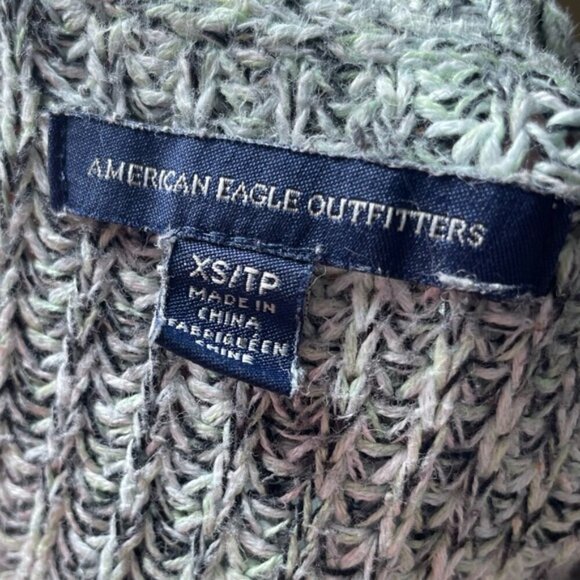 AMERICAN EAGLE OUTFITTERS
XS/TP
MADE IN
CHINA
FABRIQUÉ EN
CHINE